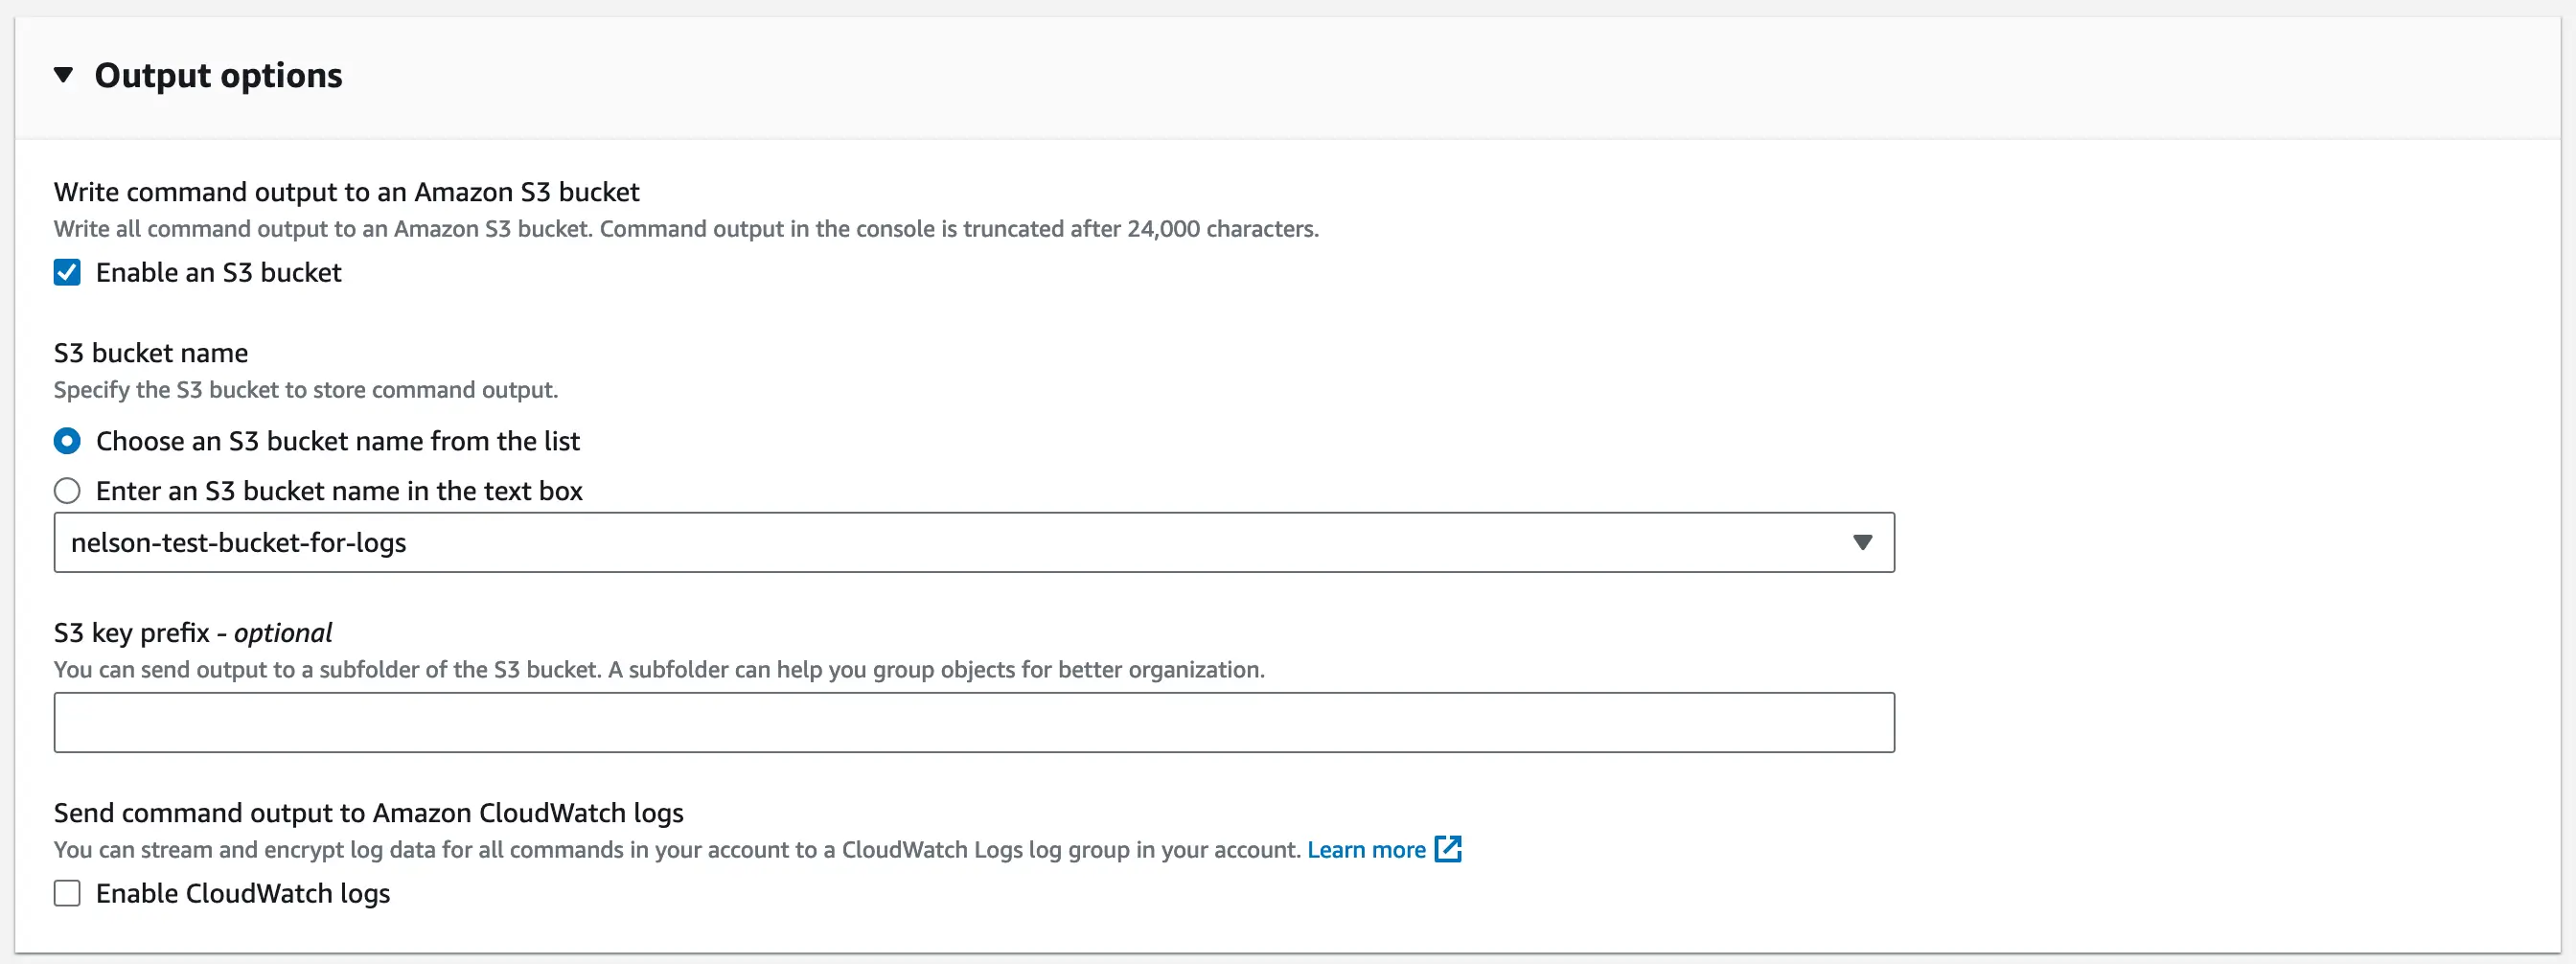 Output options
Write command output to an Amazon S3 bucket
Write all command output to an Amazon S3 bucket. Command output in the console is truncated after 24,000 characters.
Enable an S3 bucket
S3 bucket name
Specify the S3 bucket to store command output.
Choose an S3 bucket name from the list
Enter an S3 bucket name in the text box
nelson-test-bucket-for-logs
S3 key prefix - optional
You can send output to a subfolder of the S3 bucket. A subfolder can help you group objects for better organization.
Send command output to Amazon CloudWatch logs
You can stream and encrypt log data for all commands in your account to a CloudWatch Logs log group in your account. Learn more
Enable CloudWatch logs